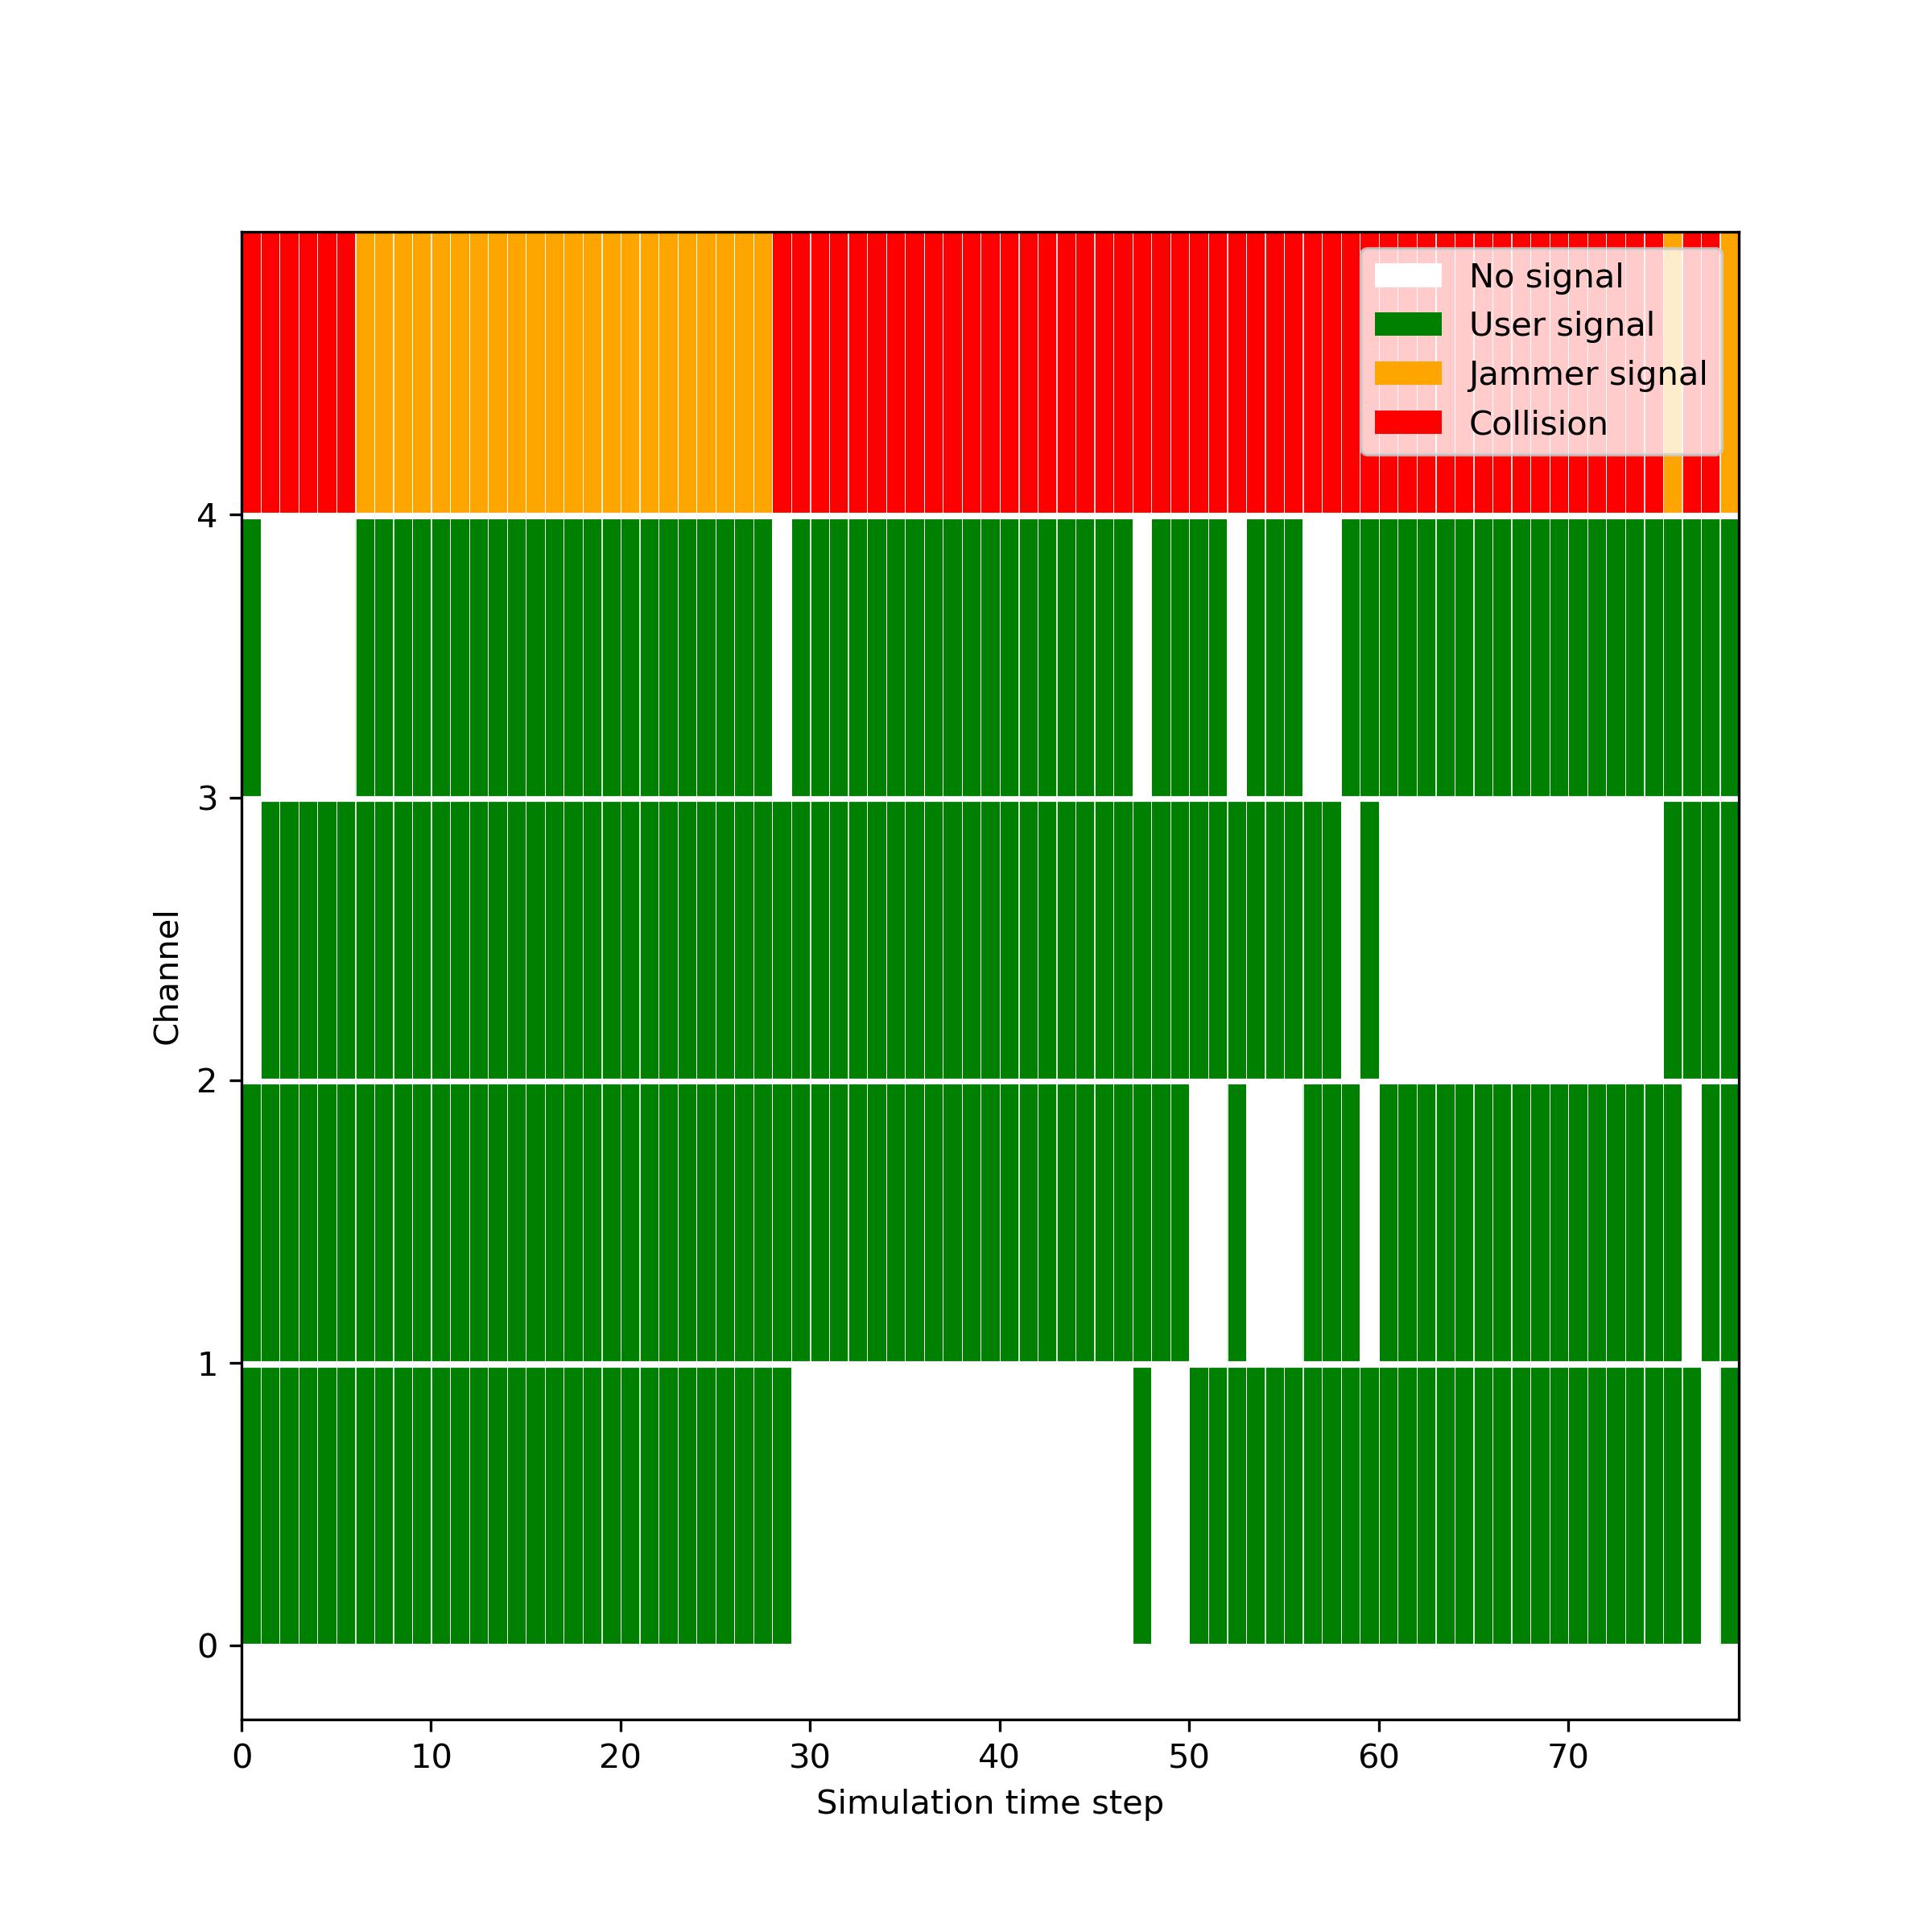 No signal
User signal
Jammer signal
Collision
4
3
2
1
0
Channel
0 10 20 30 40 50 60 70
Simulation time step